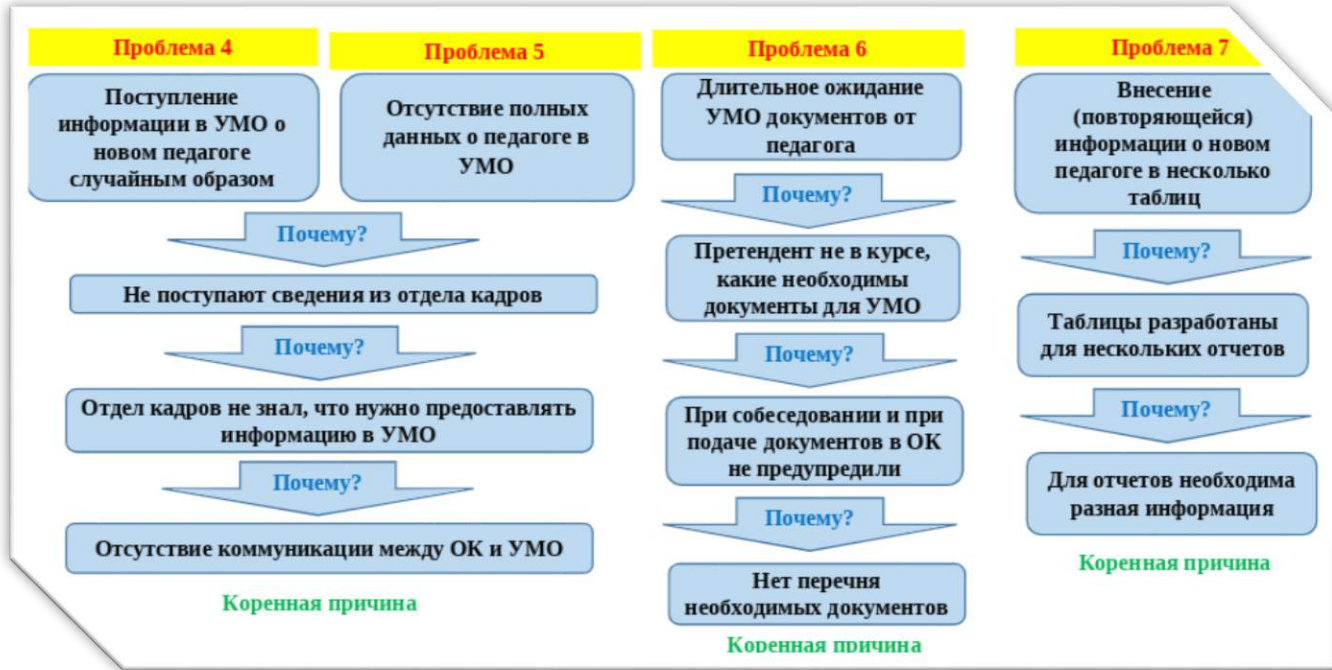 Проблема 4
Поступление
информации в УМО о
новом педагоге
случайным образом
Проблема 5
Отсутствие полных
данных о педагоге в
УМО
Почему?
Не поступают сведения из отдела кадров
Почему?
Отдел кадров не знал, что нужно предоставлять
информацию в УМО
Почему?
Отсутствие коммуникации между ОК и УМО
Коренная причина
Проблема 6
Длительное ожидание
УМО документов от
педагога
Почему?
Претендент не в курсе,
какие необходимы
документы для УМО
Почему?
При собеседовании и при
подаче документов в ОК
не предупредили
Почему?
Нет перечня
необходимых документов
Коренная причина
Проблема 7
Внесение
(повторяющейся)
информации о новом
педагоге в несколько
таблиц
Почему?
Таблицы разработаны
для нескольких отчетов
Почему?
Для отчетов необходима
разная информация
Коренная причина